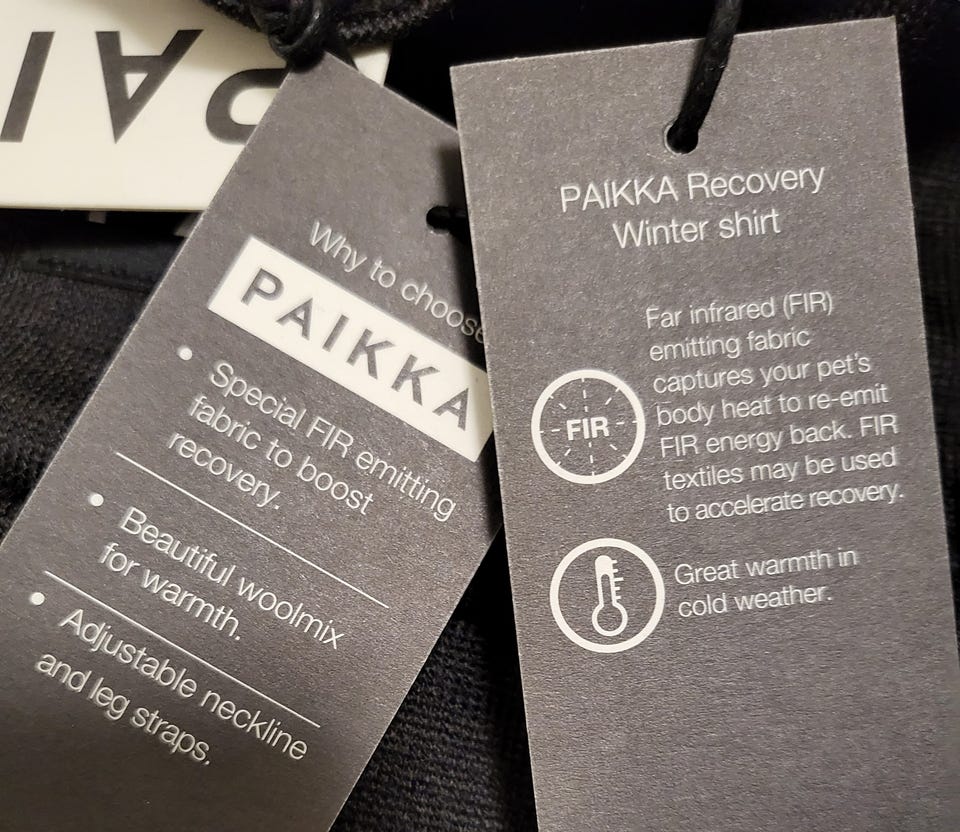 PAI
Why to choose
PAIKKA
• Special FIR emitting
fabric to boost
recovery.
• Beautiful woolmix
for warmth.
• Adjustable neckline
and leg straps.
PAIKKA Recovery
Winter shirt
Far infrared (FIR)
emitting fabric
captures your pet's
body heat to re-emit
FIR energy back. FIR
textiles may be used
to accelerate recovery.
FIR
Great warmth in
cold weather.